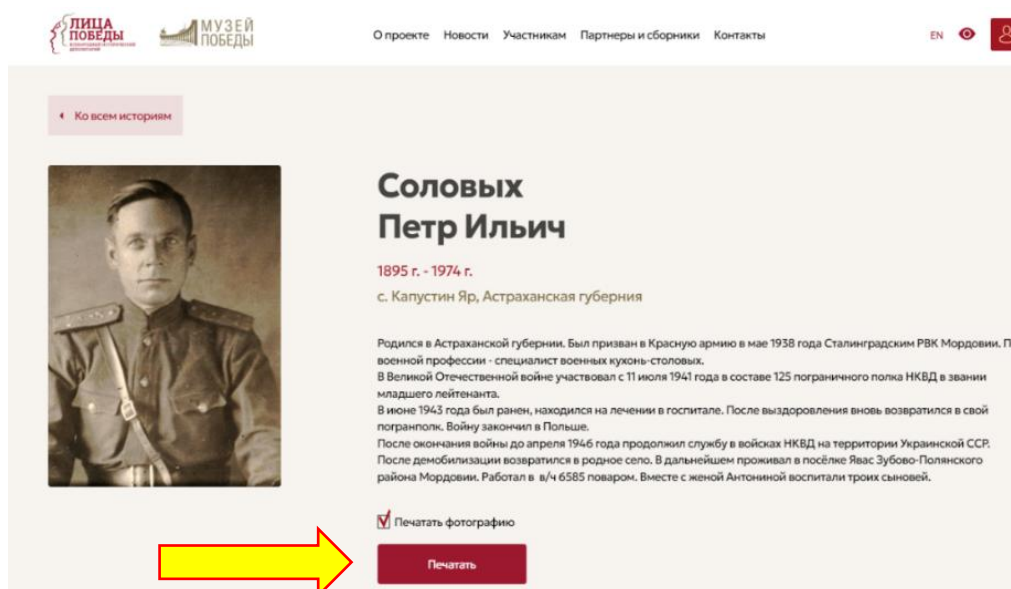 ЛИЦА
ПОБЕДЫ
МУЗЕЙ
ПОБЕДЫ
О проекте Новости Участникам Партнеры и сборники Контакты
EN
Ко всем историям
Соловых
Петр Ильич
1895 г. - 1974 г.
с. Капустин Яр, Астраханская губерния
Родился в Астраханской губернии. Был призван в Красную армию в мае 1938 года Сталинградским РВК Мордовии. П
военной профессии - специалист военных кухонь-столовых.
В Великой Отечественной войне участвовал с 11 июля 1941 года в составе 125 пограничного полка НКВД в звании
младшего лейтенанта.
В июне 1943 года был ранен, находился на лечении в госпитале. После выздоровления вновь возвратился в свой
погранполк. Войну закончил в Польше.
После окончания войны до апреля 1946 года продолжил службу в войсках НКВД на территории Украинской ССР.
После демобилизации возвратился в родное село. В дальнейшем проживал в посёлке Явас Зубово-Полянского
района Мордовии. Работал в в/ч 6585 поваром. Вместе с женой Антониной воспитали троих сыновей.
Печатать фотографию
Печатать